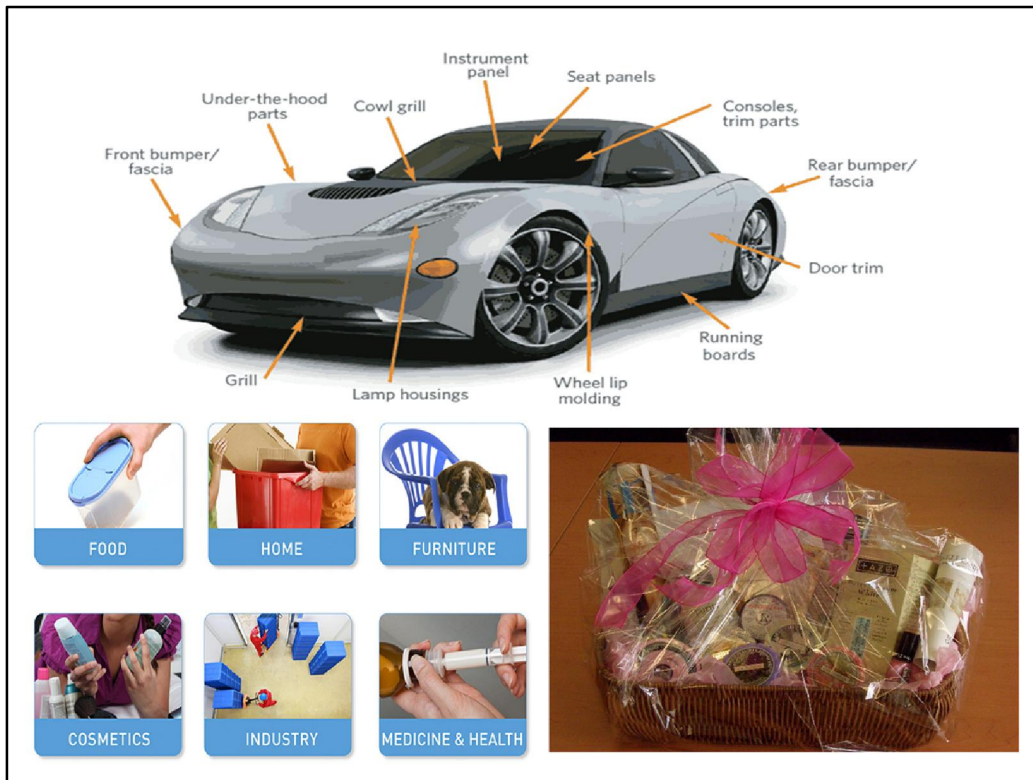 Instrument
panel
Seat panels
Under-the-hood
parts
Cowl grill
Consoles,
trim parts
Front bumper/
fascia
Rear bumper/
fascia
Door trim
Running
boards
Grill
Lamp housings
Wheel lip
molding
FOOD
HOME
FURNITURE
COSMETICS
INDUSTRY
MEDICINE & HEALTH